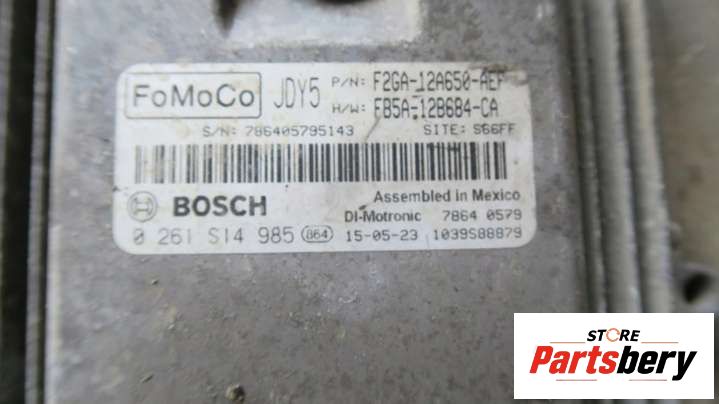 FoMoCo JDY5 P/N: F2GA-12A650-AEF
H/W: FB5A-12B684-CA
S/N: 786405795143 SITE: S66FF
BOSCH Assembled in Mexico
DI-Motronic 7864 0579
0 261 S14 985 864 15-05-23 1039S88879
STORE
Partsbery